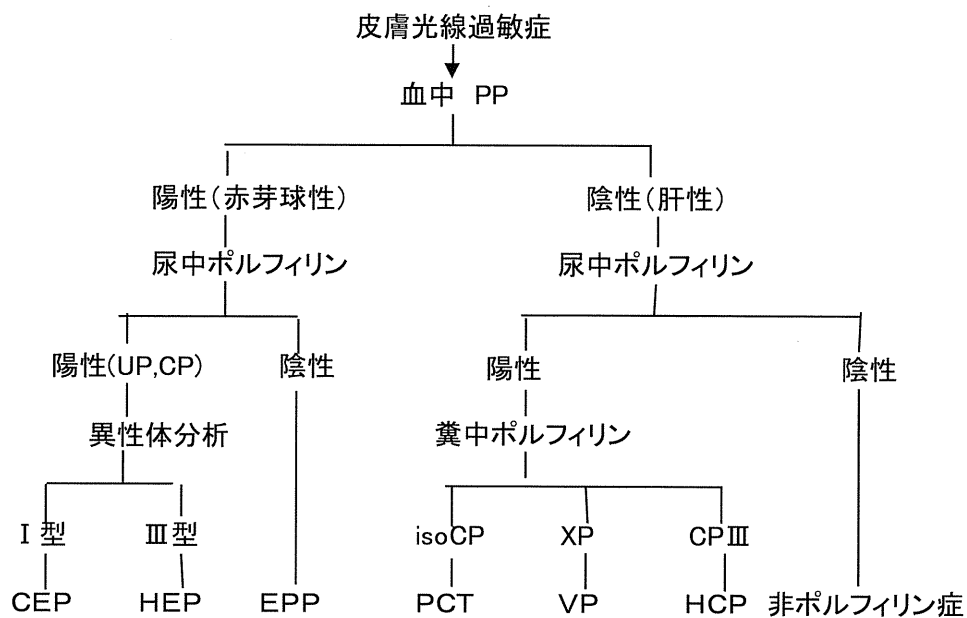 皮膚光線過敏症
血中 PP
陽性(赤芽球性) 陰性(肝性)
尿中ポルフィリン 尿中ポルフィリン
陽性(UP,CP) 陰性 陽性 陰性
異性体分析 糞中ポルフィリン
Ⅰ型 Ⅲ型 isoCP XP CPⅢ
CEP HEP EPP PCT VP HCP 非ポルフィリン症